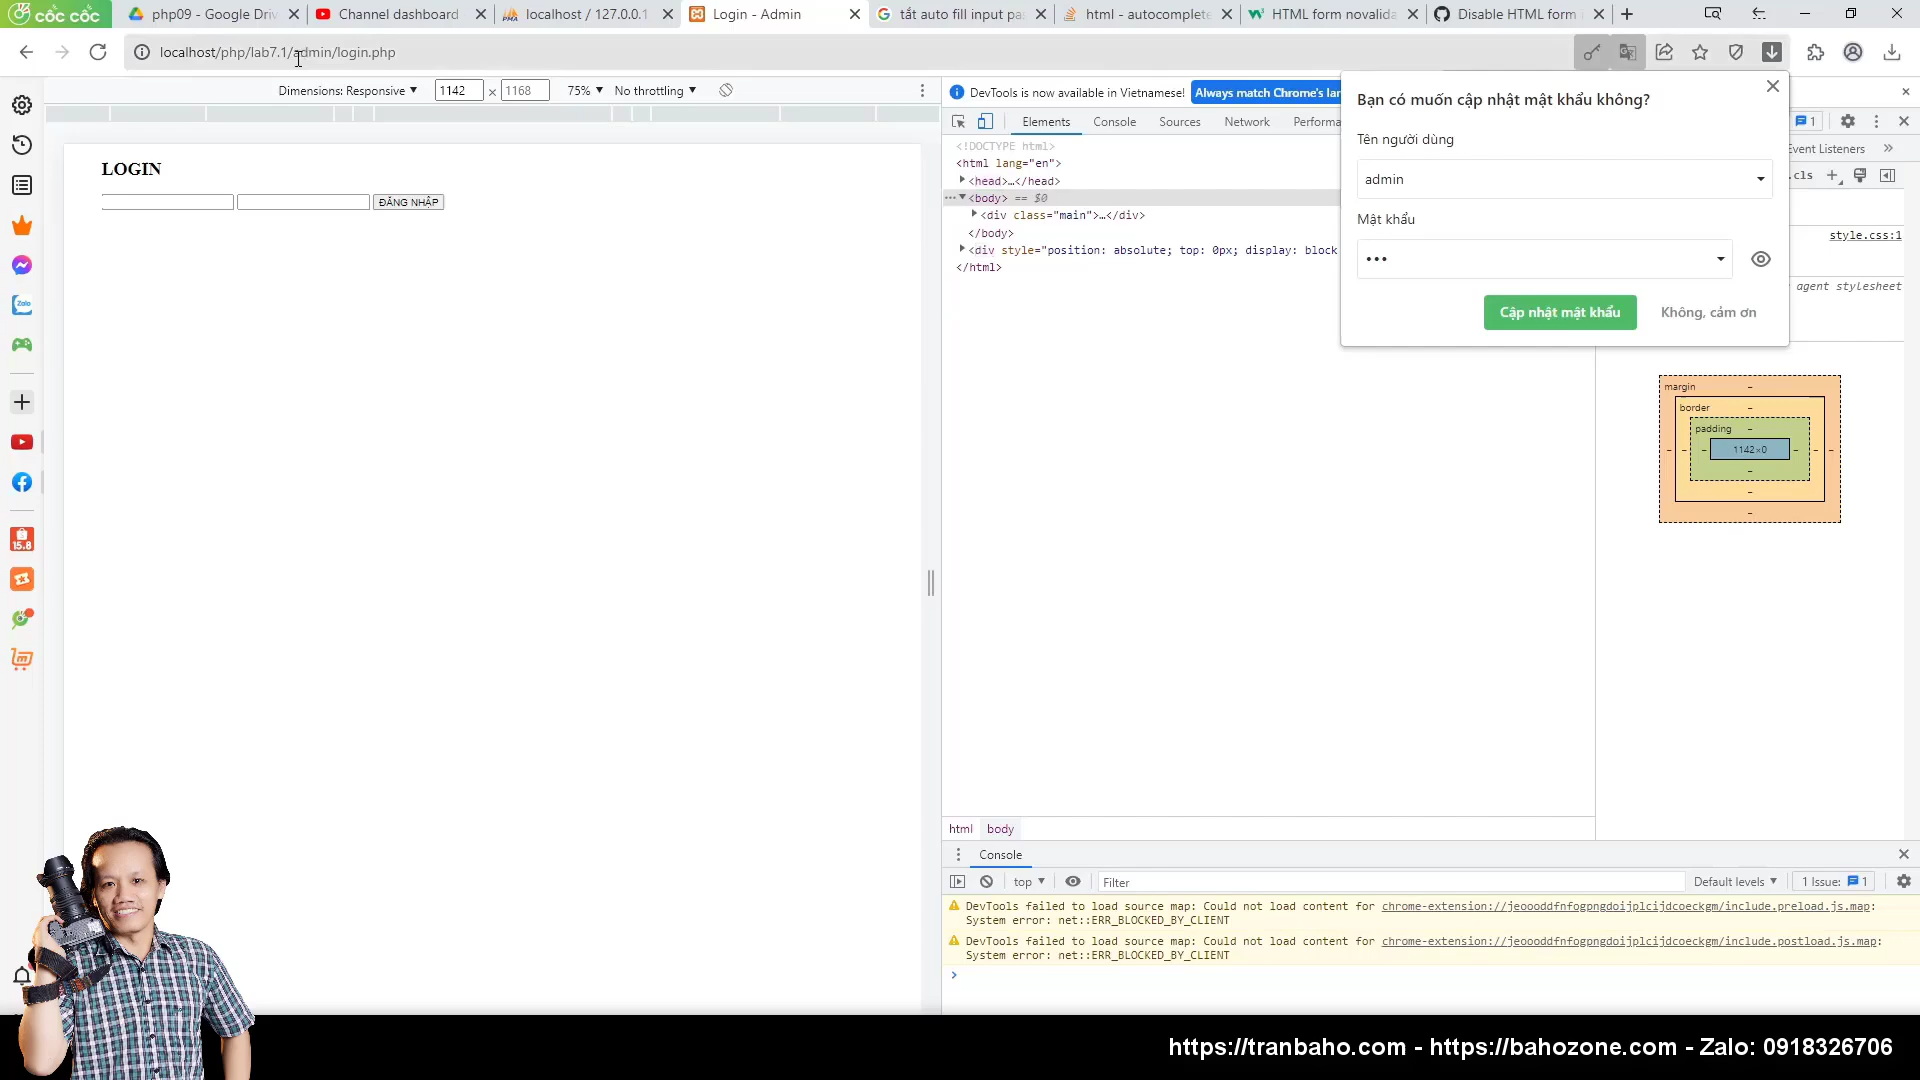 cốc cốc
php09 - Google Driv
Channel dashboard
localhost / 127.0.0.1
Login - Admin
tắt auto fill input pa
html - autocomplete
HTML form novalida
Disable HTML form
localhost/php/lab7.1/admin/login.php
Dimensions: Responsive
1142
×
1168
75%
No throttling
DevTools is now available in Vietnamese!
Always match Chrome's lan
Elements
Console
Sources
Network
Performa
1
<!DOCTYPE html>
<html lang="en">
<head>…</head>
<body> == $0
<div class="main">…</div>
</body>
<div style="position: absolute; top: 0px; display: block
</html>
LOGIN
ĐĂNG NHẬP
Bạn có muốn cập nhật mật khẩu không?
Tên người dùng
admin
Mật khẩu
•••
Cập nhật mật khẩu
Không, cảm ơn
Event Listeners
.cls
style.css:1
agent stylesheet
margin
border
padding
1142×0
Zalo
15.8
html
body
Console
top
Filter
Default levels
1 Issue:
1
DevTools failed to load source map: Could not load content for chrome-extension://jeoooddfnfogpngdoijplcijdcoeckgm/include.preload.js.map:
System error: net::ERR_BLOCKED_BY_CLIENT
DevTools failed to load source map: Could not load content for chrome-extension://jeoooddfnfogpngdoijplcijdcoeckgm/include.postload.js.map:
System error: net::ERR_BLOCKED_BY_CLIENT
https://tranbaho.com - https://bahozone.com - Zalo: 0918326706